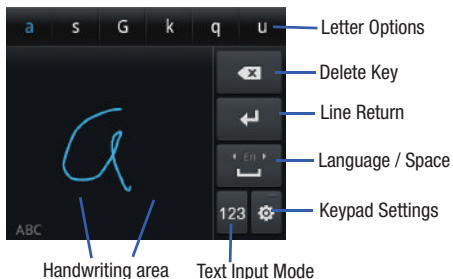 a s G k q u
Letter Options
Delete Key
Line Return
En
Language / Space
123
Keypad Settings
a
ABC
Handwriting area
Text Input Mode